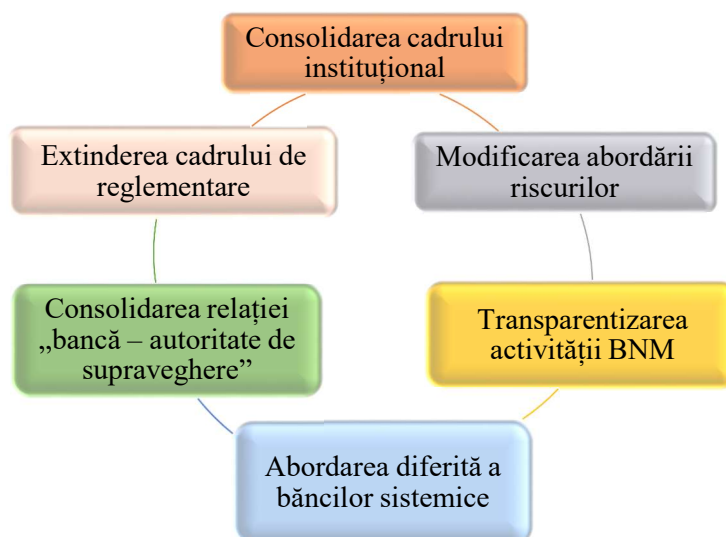 Consolidarea cadrului
instituțional
Extinderea cadrului de
reglementare
Modificarea abordării
riscurilor
Consolidarea relației
„bancă – autoritate de
supraveghere”
Transparentizarea
activității BNM
Abordarea diferită a
băncilor sistemice